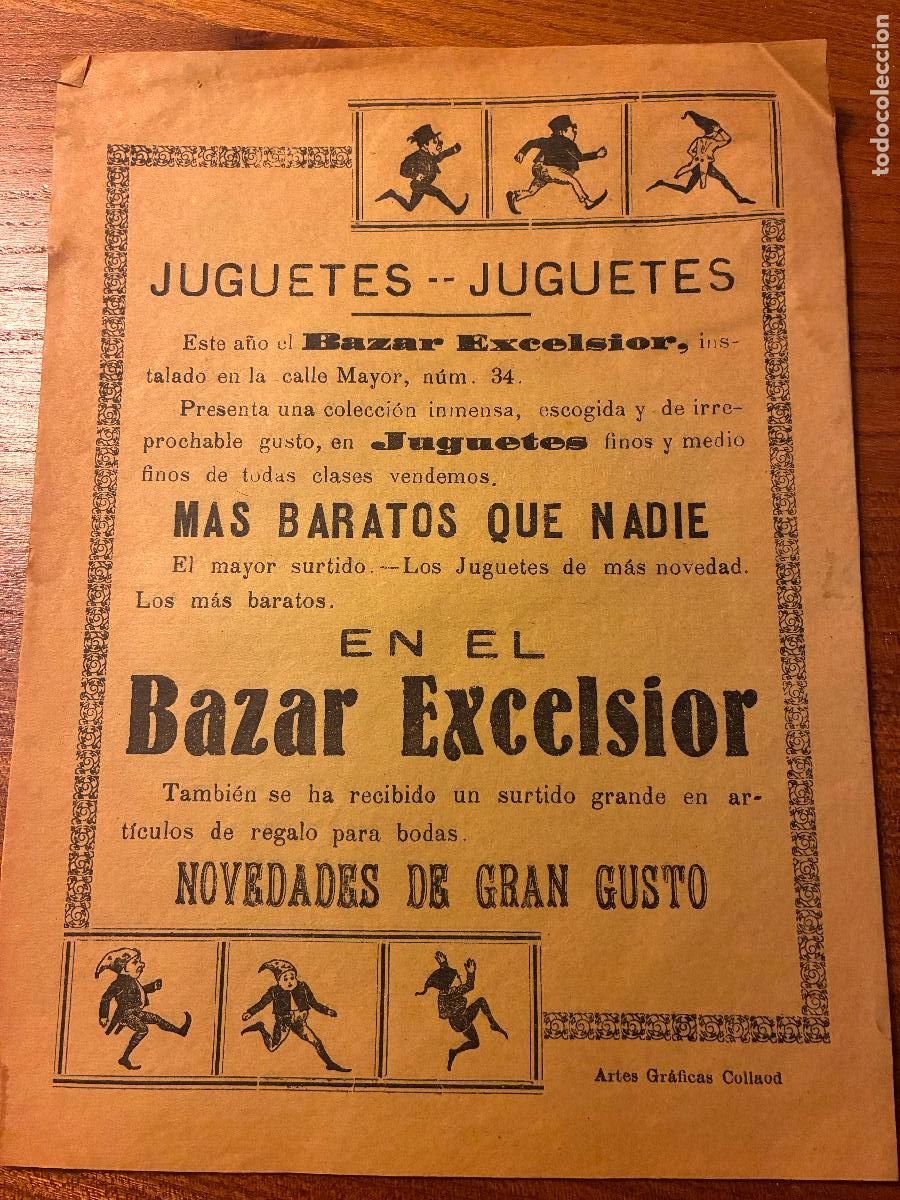 JUGUETES -- JUGUETES
Este año el Bazar Excelsior, ins-
talado en la calle Mayor, núm. 34.
Presenta una colección inmensa, escogida y de irre-
prochable gusto, en Juguetes finos y medio
finos de todas clases vendemos.
MAS BARATOS QUE NADIE
El mayor surtido.—Los Juguetes de más novedad.
Los más baratos.
EN EL
Bazar Excelsior
También se ha recibido un surtido grande en ar-
tículos de regalo para bodas.
NOVEDADES DE GRAN GUSTO
Artes Gráficas Collaod
todocoleccion